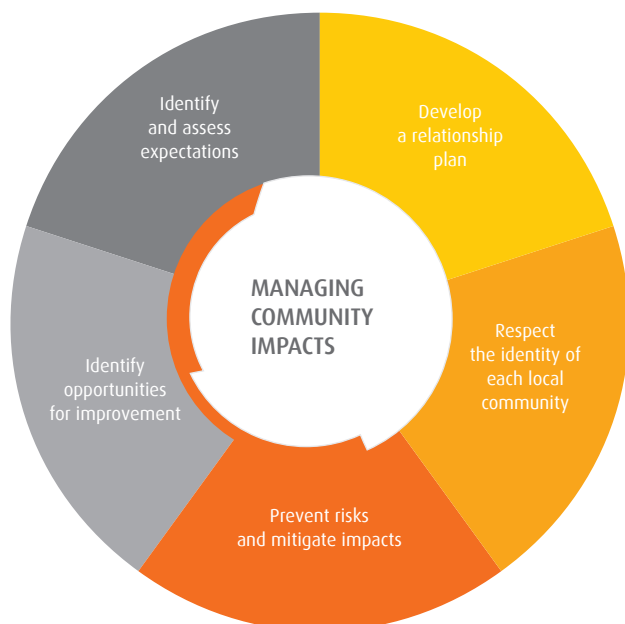 Identify
and assess
expectations
Develop
a relationship
plan
MANAGING
COMMUNITY
IMPACTS
Respect
the identity of
each local
community
Identify
opportunities
for improvement
Prevent risks
and mitigate impacts